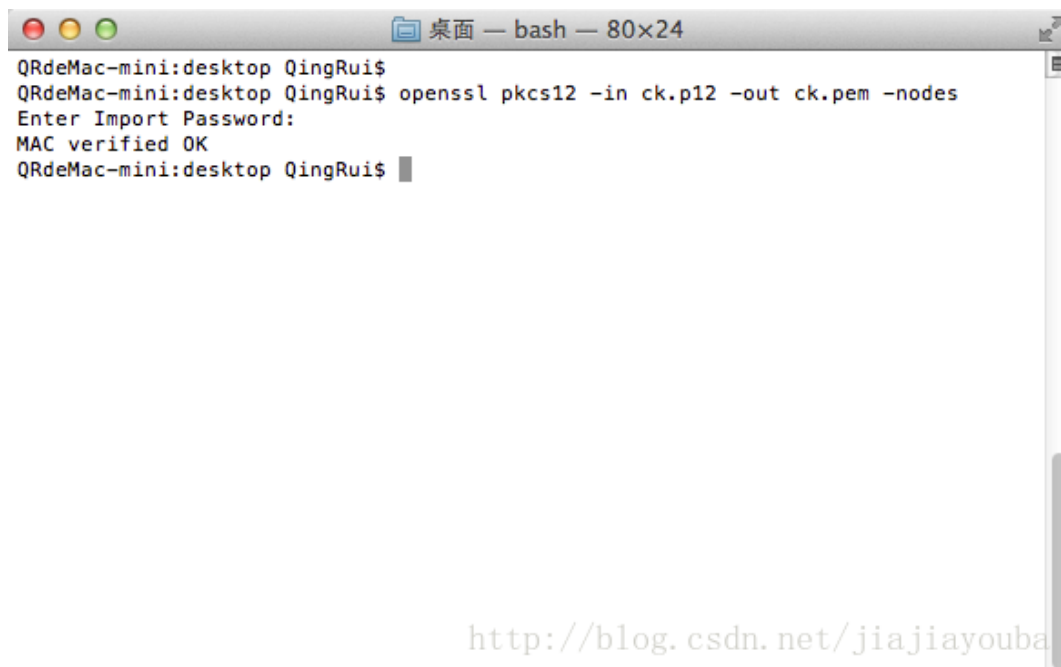 桌面 — bash — 80×24
QRdeMac-mini:desktop QingRui$
QRdeMac-mini:desktop QingRui$ openssl pkcs12 -in ck.p12 -out ck.pem -nodes
Enter Import Password:
MAC verified OK
QRdeMac-mini:desktop QingRui$
http://blog.csdn.net/jiajiayouba